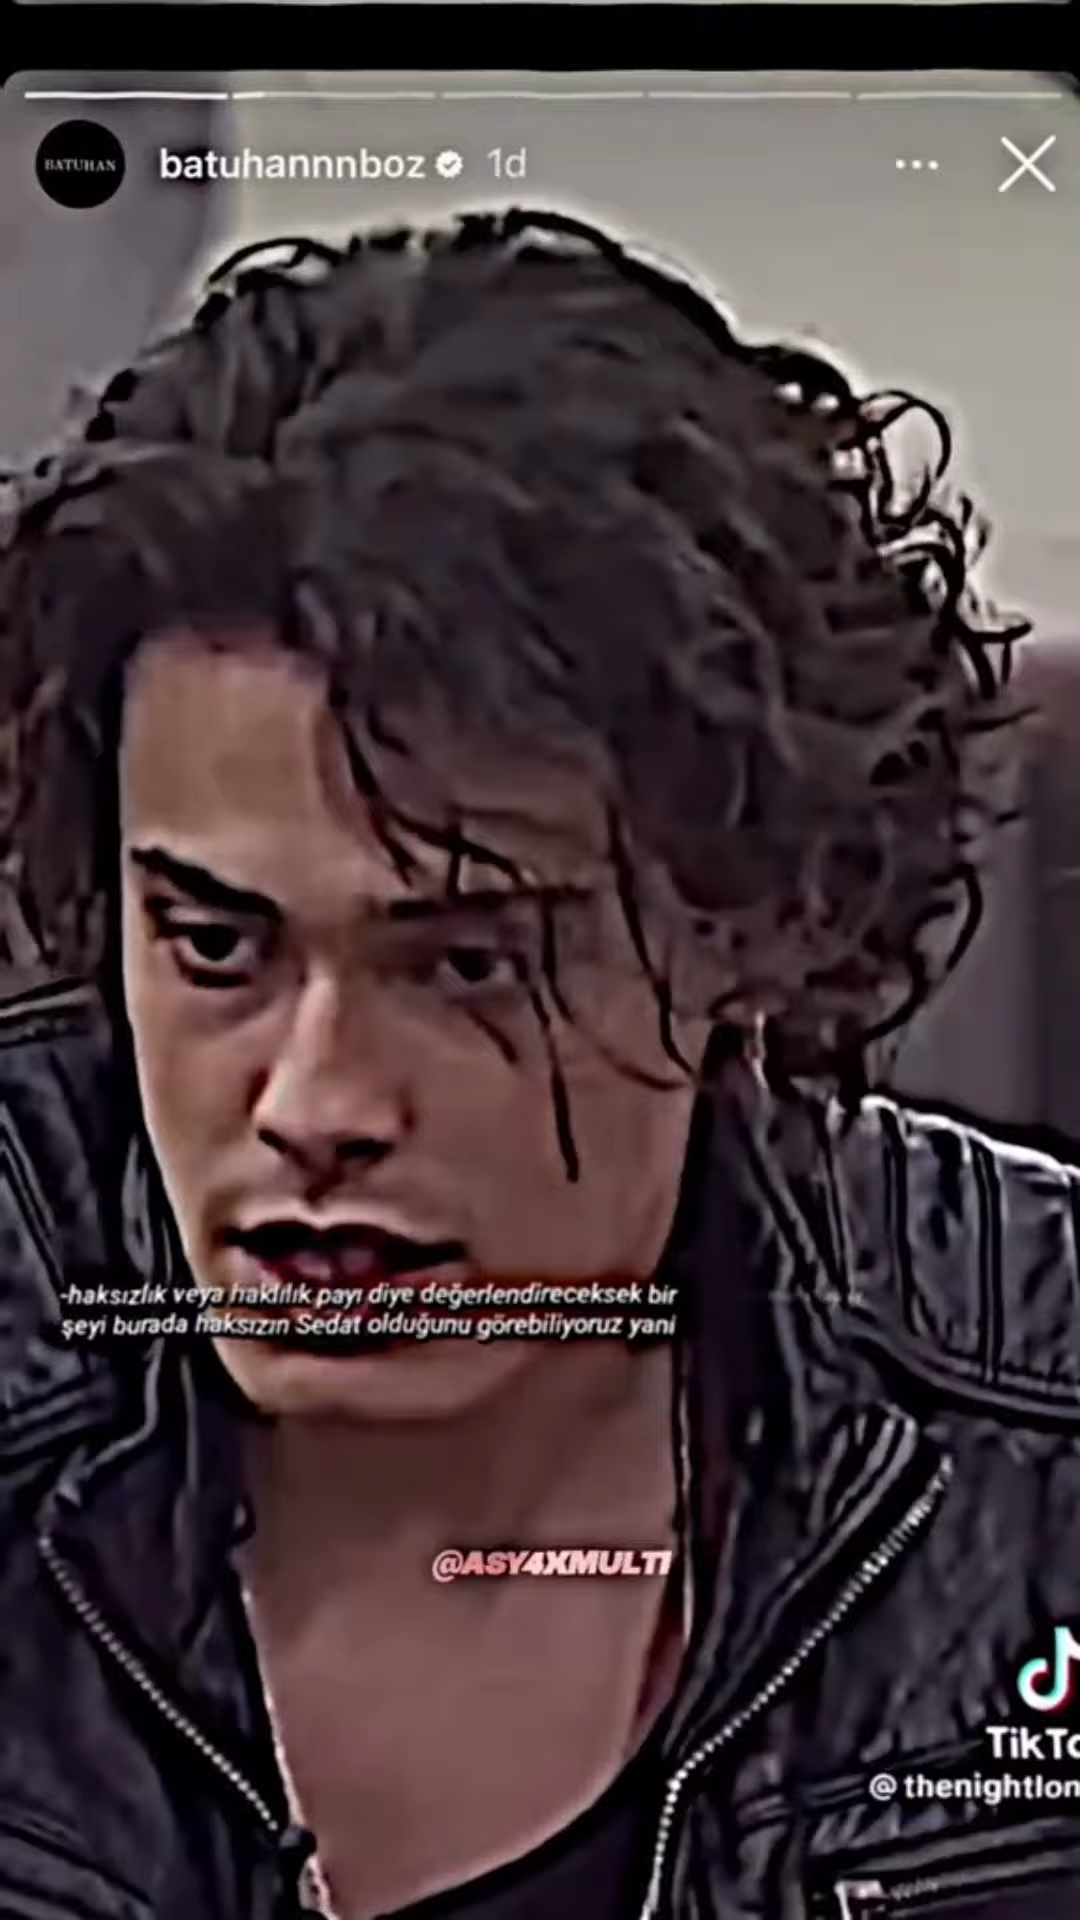 BATUHAN
batuhannnboz 1d
-haksızlık veya haklılık payı diye değerlendireceksek bir
şeyi burada haksızın Sedat olduğunu görebiliyoruz yani
@ASY4XMULTI
TikTo
@ thenightlon